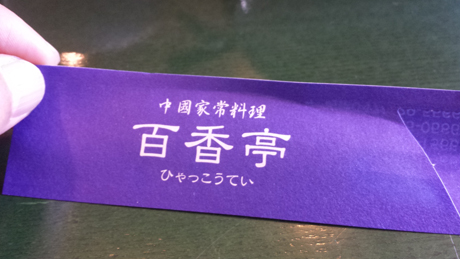 中國家常料理
百香亭
ひゃっこうてい